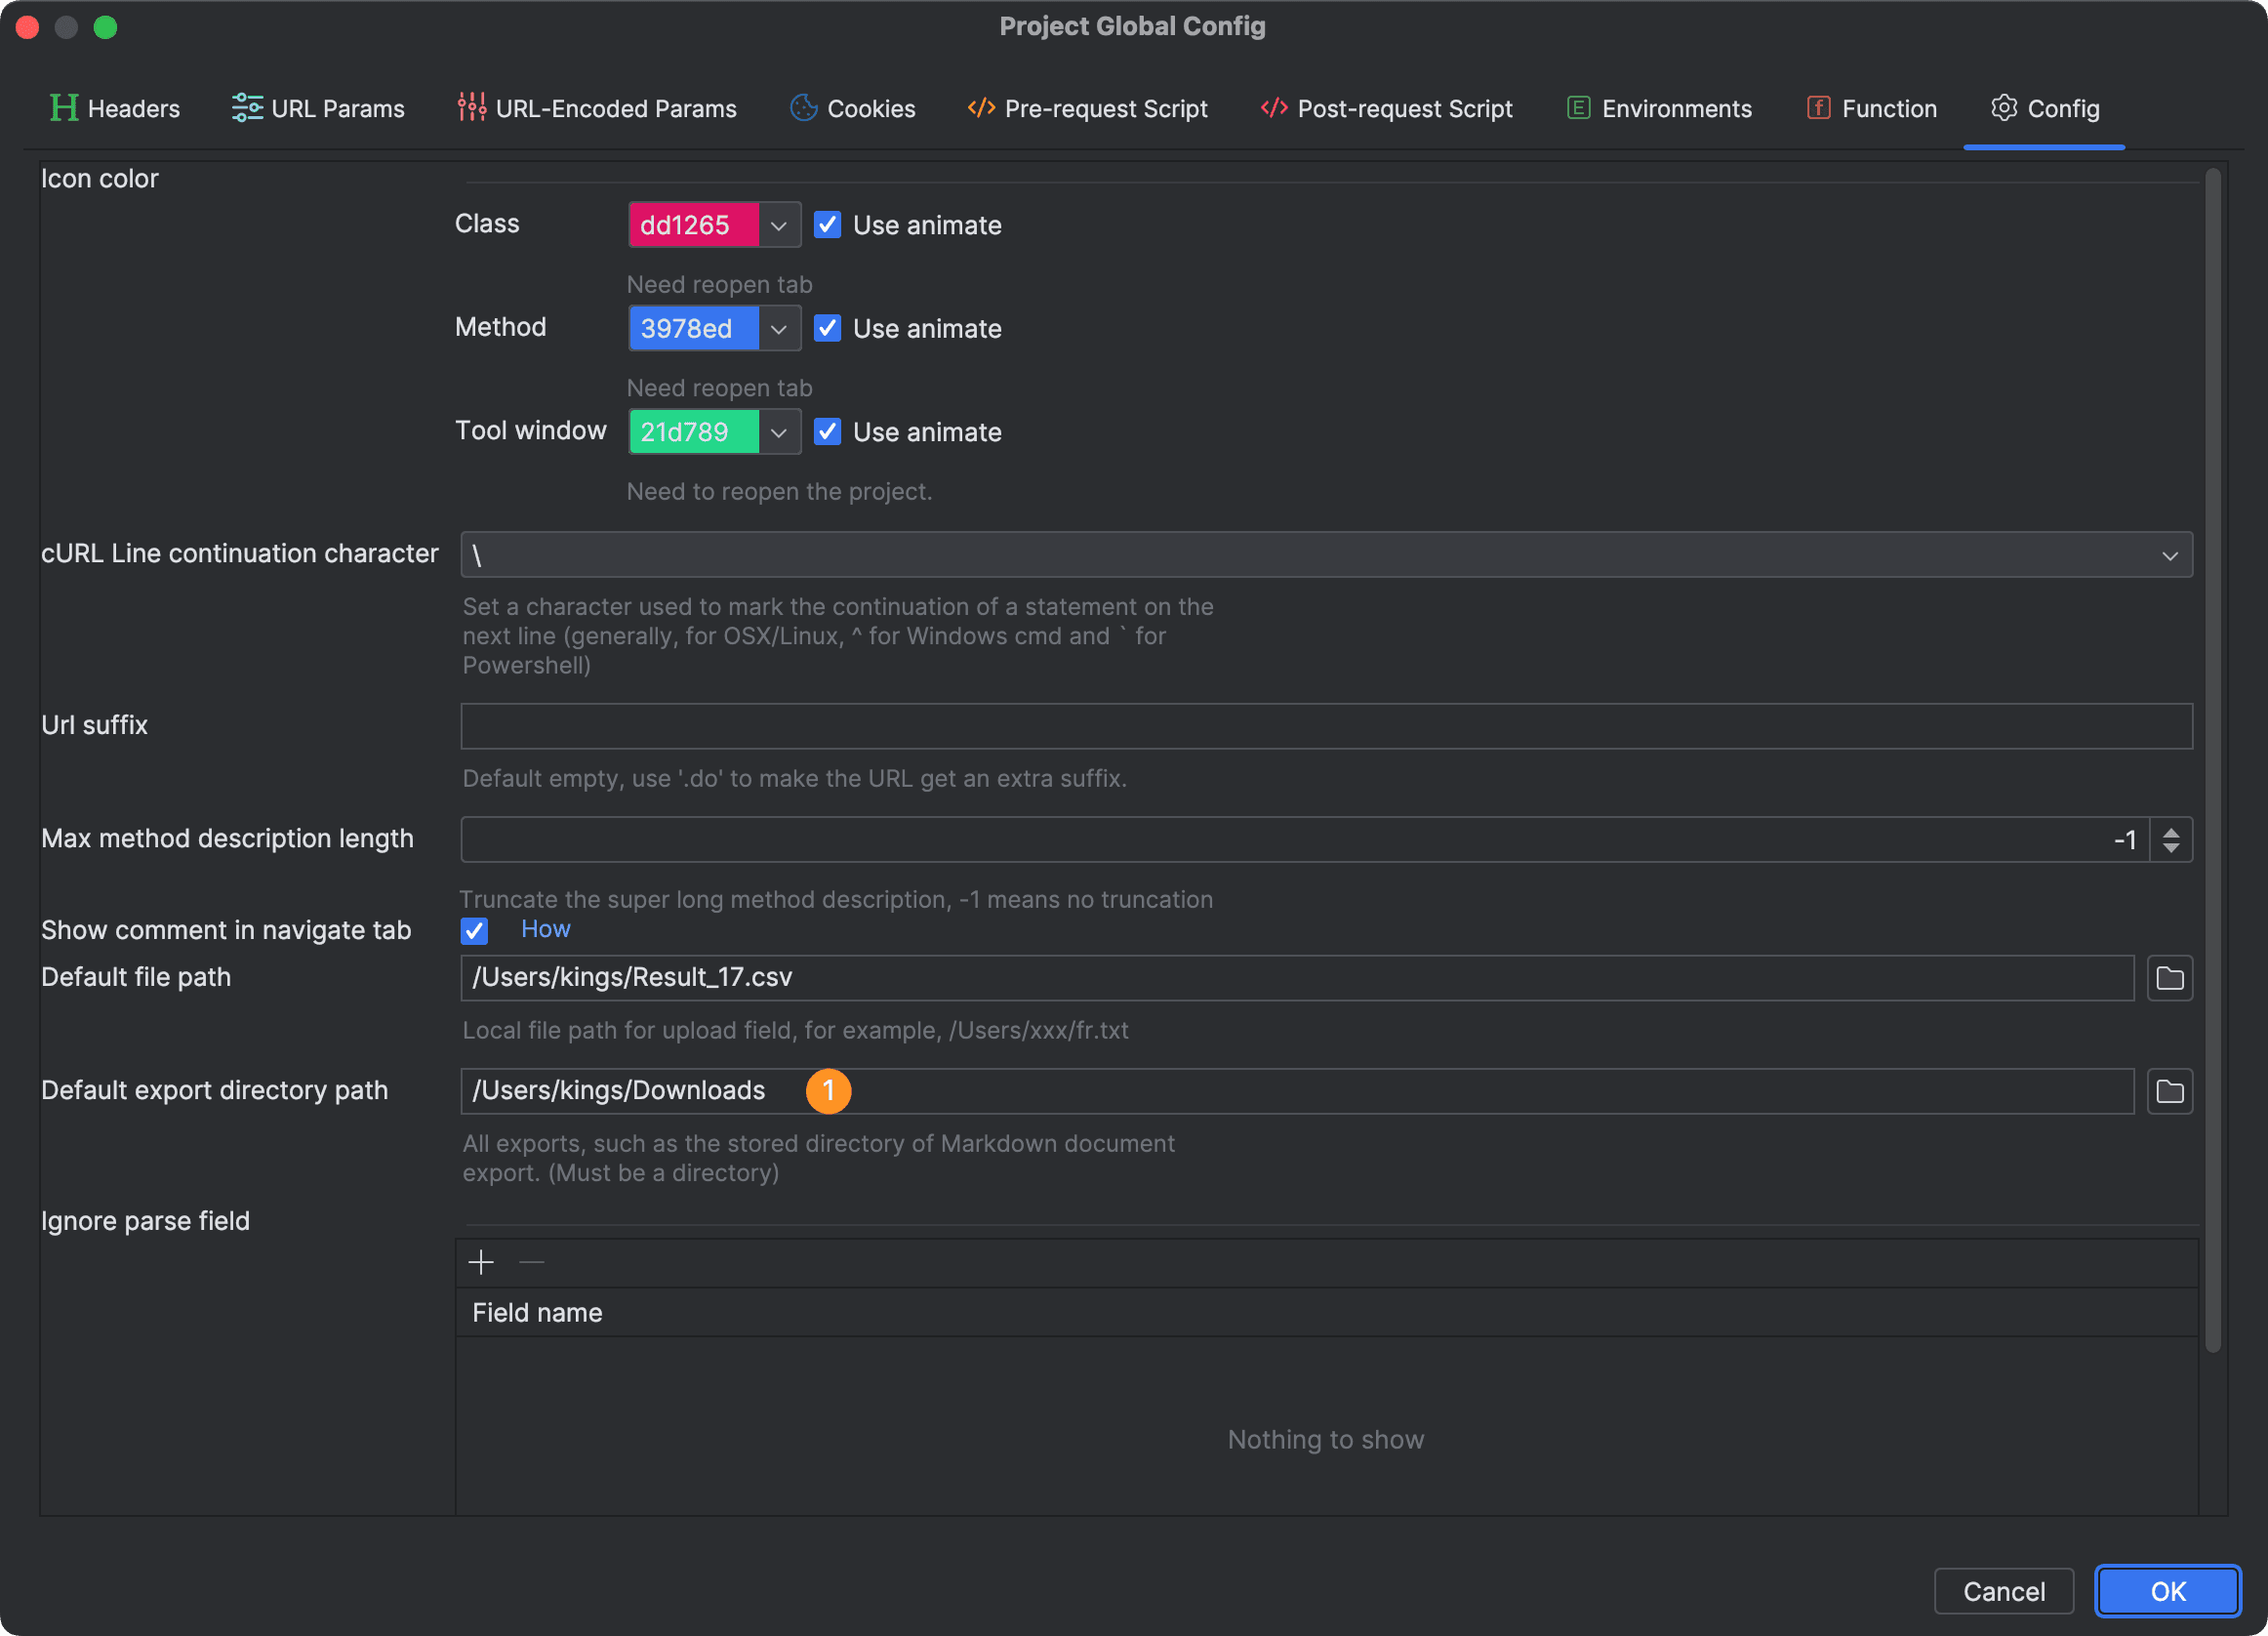 Project Global Config
Headers
URL Params
URL-Encoded Params
Cookies
Pre-request Script
Post-request Script
Environments
Function
Config
Icon color
Class
dd1265
Use animate
Need reopen tab
Method
3978ed
Use animate
Need reopen tab
Tool window
21d789
Use animate
Need to reopen the project.
cURL Line continuation character
\
Set a character used to mark the continuation of a statement on the
next line (generally, for OSX/Linux, ^ for Windows cmd and ` for
Powershell)
Url suffix
Default empty, use '.do' to make the URL get an extra suffix.
Max method description length
-1
Truncate the super long method description, -1 means no truncation
Show comment in navigate tab
How
Default file path
/Users/kings/Result_17.csv
Local file path for upload field, for example, /Users/xxx/fr.txt
Default export directory path
/Users/kings/Downloads
1
All exports, such as the stored directory of Markdown document
export. (Must be a directory)
Ignore parse field
Field name
Nothing to show
Cancel
OK